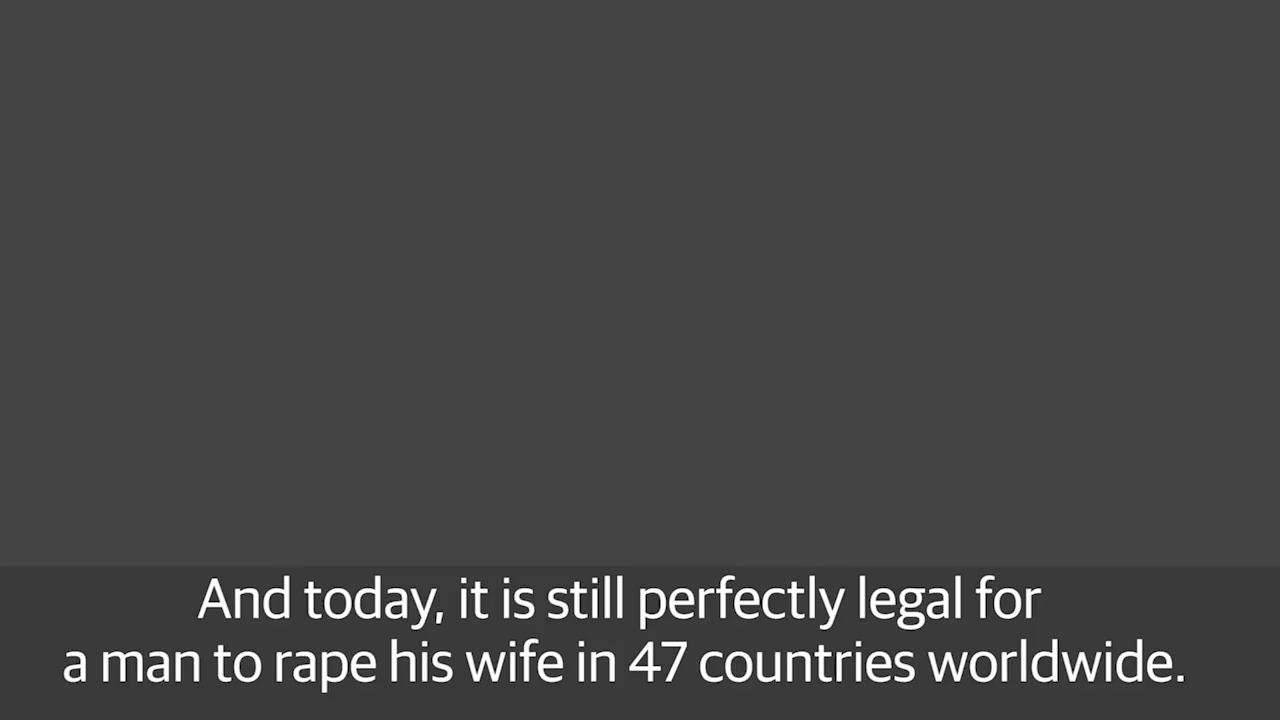 And today, it is still perfectly legal for
a man to rape his wife in 47 countries worldwide.